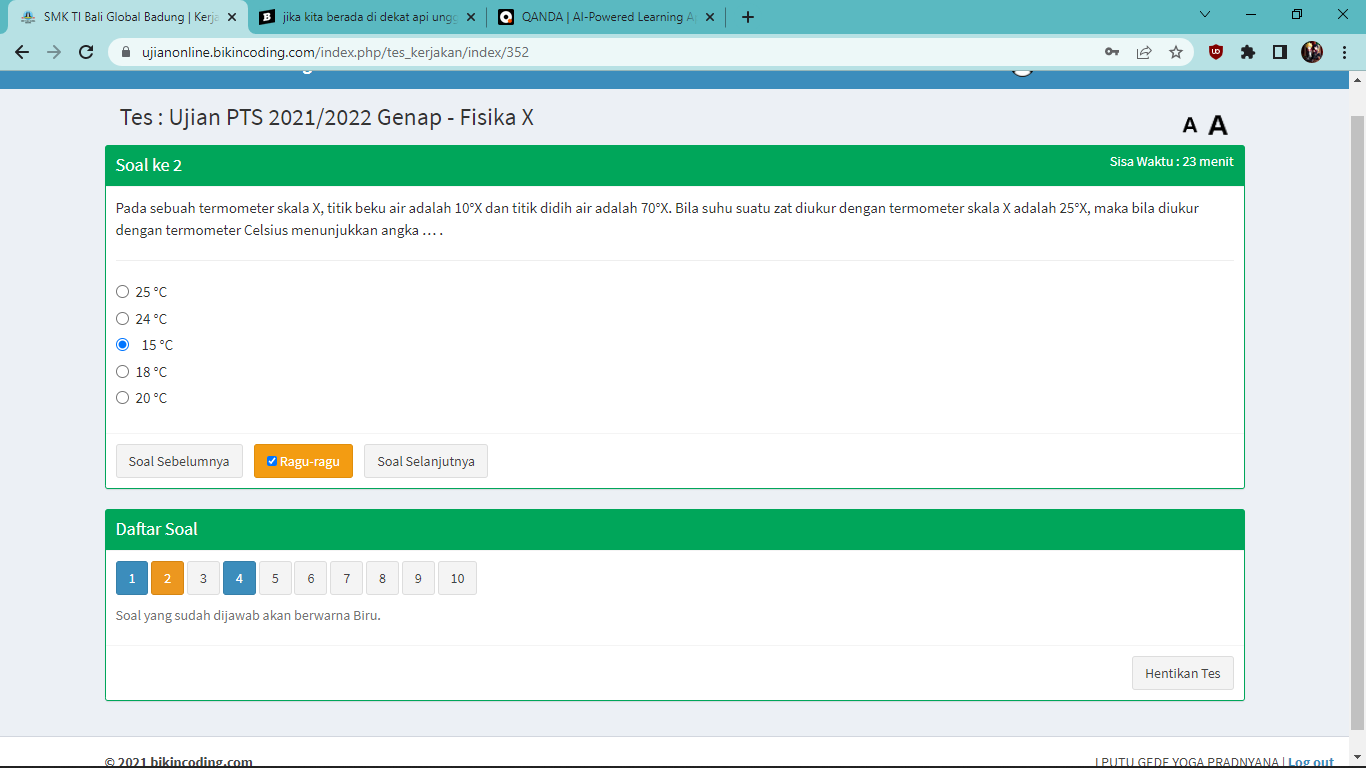 SMK TI Bali Global Badung | Kerja
jika kita berada di dekat api ungg
QANDA | AI-Powered Learning A
ujianonline.bikincoding.com/index.php/tes_kerjakan/index/352
Tes : Ujian PTS 2021/2022 Genap - Fisika X
A A
Soal ke 2
Sisa Waktu : 23 menit
Pada sebuah termometer skala X, titik beku air adalah 10°X dan titik didih air adalah 70°X. Bila suhu suatu zat diukur dengan termometer skala X adalah 25°X, maka bila diukur
dengan termometer Celsius menunjukkan angka … .
25 °C
24 °C
15 °C
18 °C
20 °C
Soal Sebelumnya
Ragu-ragu
Soal Selanjutnya
Daftar Soal
1 2 3 4 5 6 7 8 9 10
Soal yang sudah dijawab akan berwarna Biru.
Hentikan Tes
© 2021 bikincoding.com
I PUTU GEDE YOGA PRADNYANA | Log out